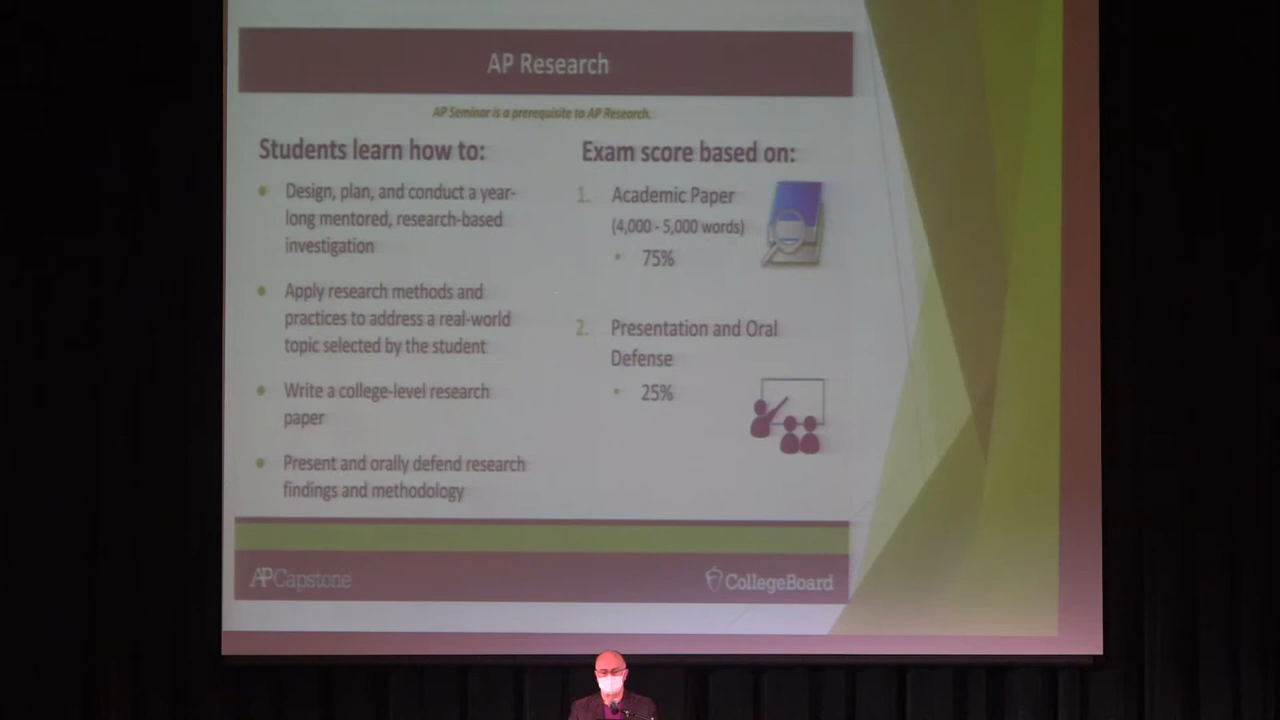 AP Research
AP Seminar is a prerequisite to AP Research.
Students learn how to:
• Design, plan, and conduct a year-
long mentored, research-based
investigation
• Apply research methods and
practices to address a real-world
topic selected by the student
• Write a college-level research
paper
• Present and orally defend research
findings and methodology
Exam score based on:
1. Academic Paper
(4,000 - 5,000 words)
• 75%
2. Presentation and Oral
Defense
• 25%
AP Capstone
CollegeBoard